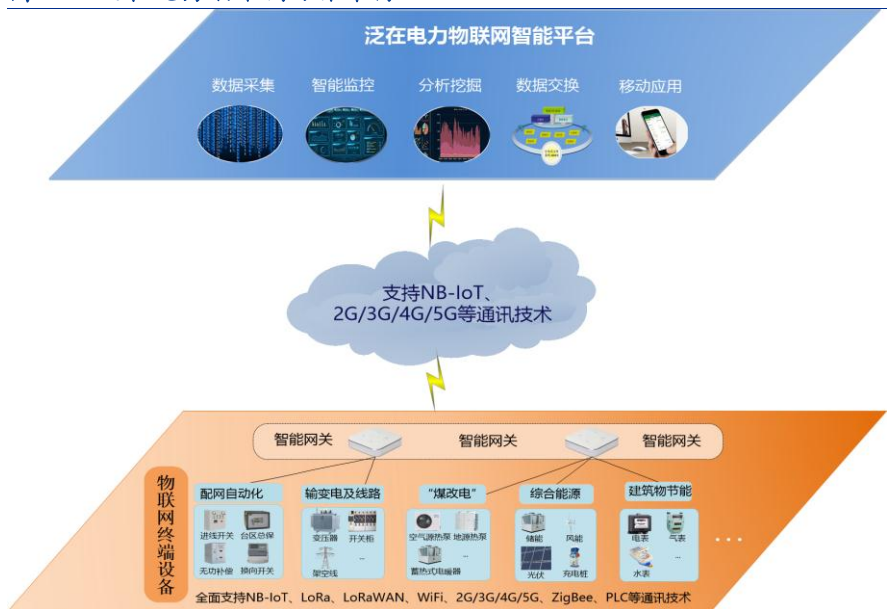 泛在电力物联网智能平台
数据采集 智能监控 分析挖掘 数据交换 移动应用
支持NB-IoT、
2G/3G/4G/5G等通讯技术
智能网关 智能网关 智能网关
物联网终端设备
配网自动化 输变电及线路 “煤改电” 综合能源 建筑物节能
进线开关 台区总保 变压器 开关柜 空气源热泵 地源热泵 储能 风能 电表 气表
...
无功补偿 换向开关 架空线 ... 蓄热式电暖器 光伏 充电桩 水表 ...
全面支持NB-IoT、LoRa、LoRaWAN、WiFi、2G/3G/4G/5G、ZigBee、PLC等通讯技术